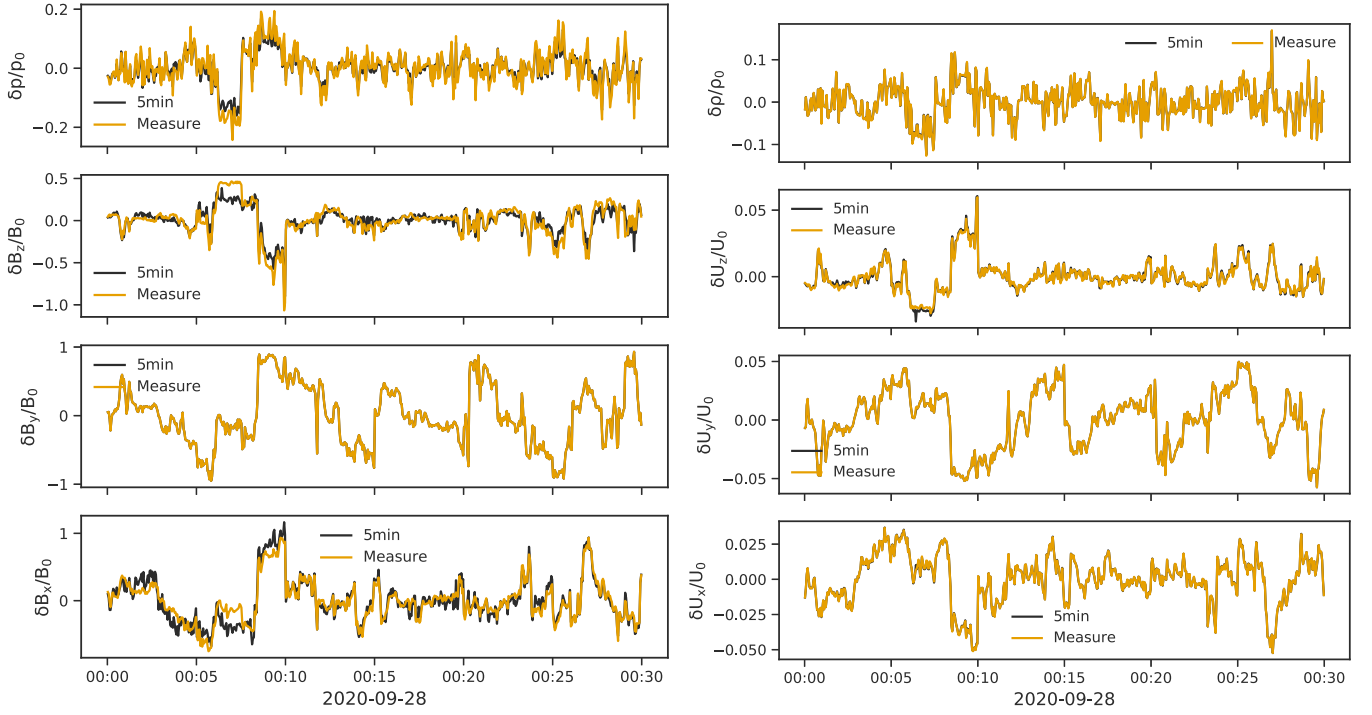 δp/p₀
0.2
0.0
−0.2
5min
Measure
δB_z/B₀
0.5
0.0
−0.5
−1.0
5min
Measure
δB_y/B₀
1
0
−1
5min
Measure
δB_x/B₀
1
0
5min
Measure
00:00 00:05 00:10 00:15 00:20 00:25 00:30
2020-09-28
δρ/ρ₀
0.1
0.0
−0.1
5min Measure
δU_z/U₀
0.05
0.00
5min
Measure
δU_y/U₀
0.05
0.00
−0.05
5min
Measure
δU_x/U₀
0.025
0.000
−0.025
−0.050
5min
Measure
00:00 00:05 00:10 00:15 00:20 00:25 00:30
2020-09-28